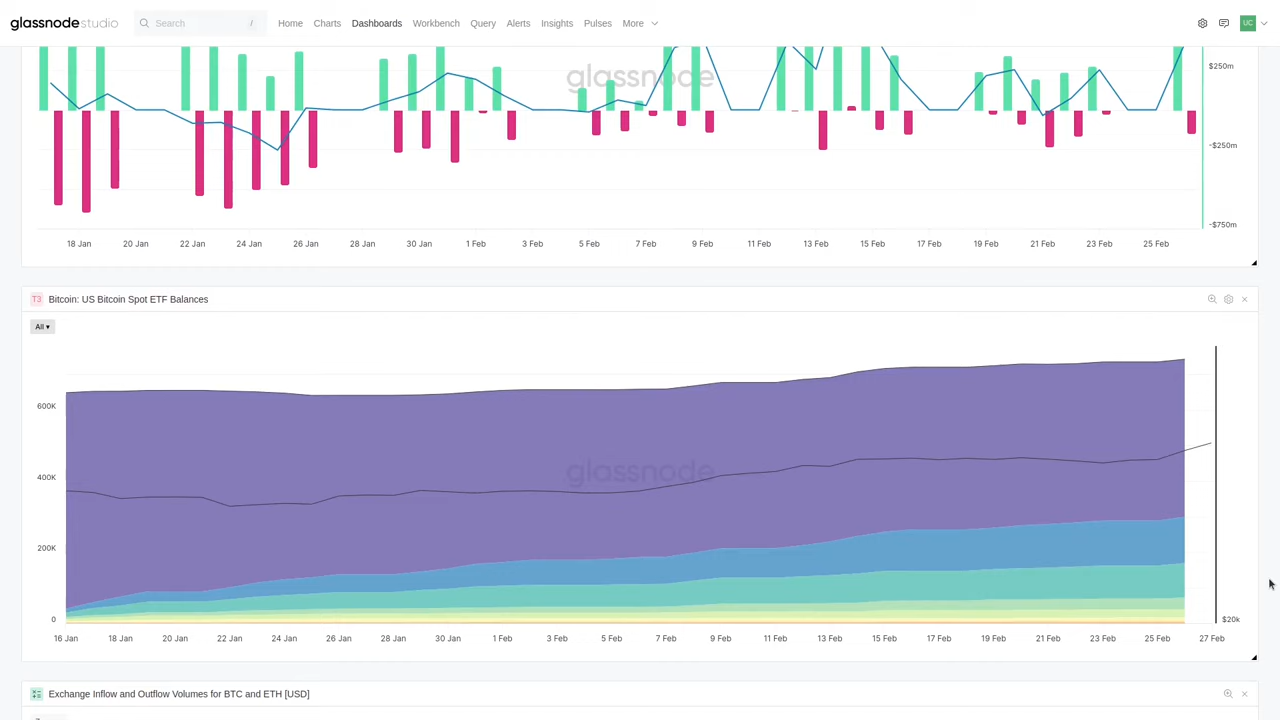 glassnode studio
Search /
Home Charts Dashboards Workbench Query Alerts Insights Pulses More
UC
glassnode
$250m
-$250m
-$750m
18 Jan 20 Jan 22 Jan 24 Jan 26 Jan 28 Jan 30 Jan 1 Feb 3 Feb 5 Feb 7 Feb 9 Feb 11 Feb 13 Feb 15 Feb 17 Feb 19 Feb 21 Feb 23 Feb 25 Feb
T3 Bitcoin: US Bitcoin Spot ETF Balances
All ▾
600K
400K
glassnode
200K
0
$20k
16 Jan 18 Jan 20 Jan 22 Jan 24 Jan 26 Jan 28 Jan 30 Jan 1 Feb 3 Feb 5 Feb 7 Feb 9 Feb 11 Feb 13 Feb 15 Feb 17 Feb 19 Feb 21 Feb 23 Feb 25 Feb 27 Feb
Exchange Inflow and Outflow Volumes for BTC and ETH [USD]